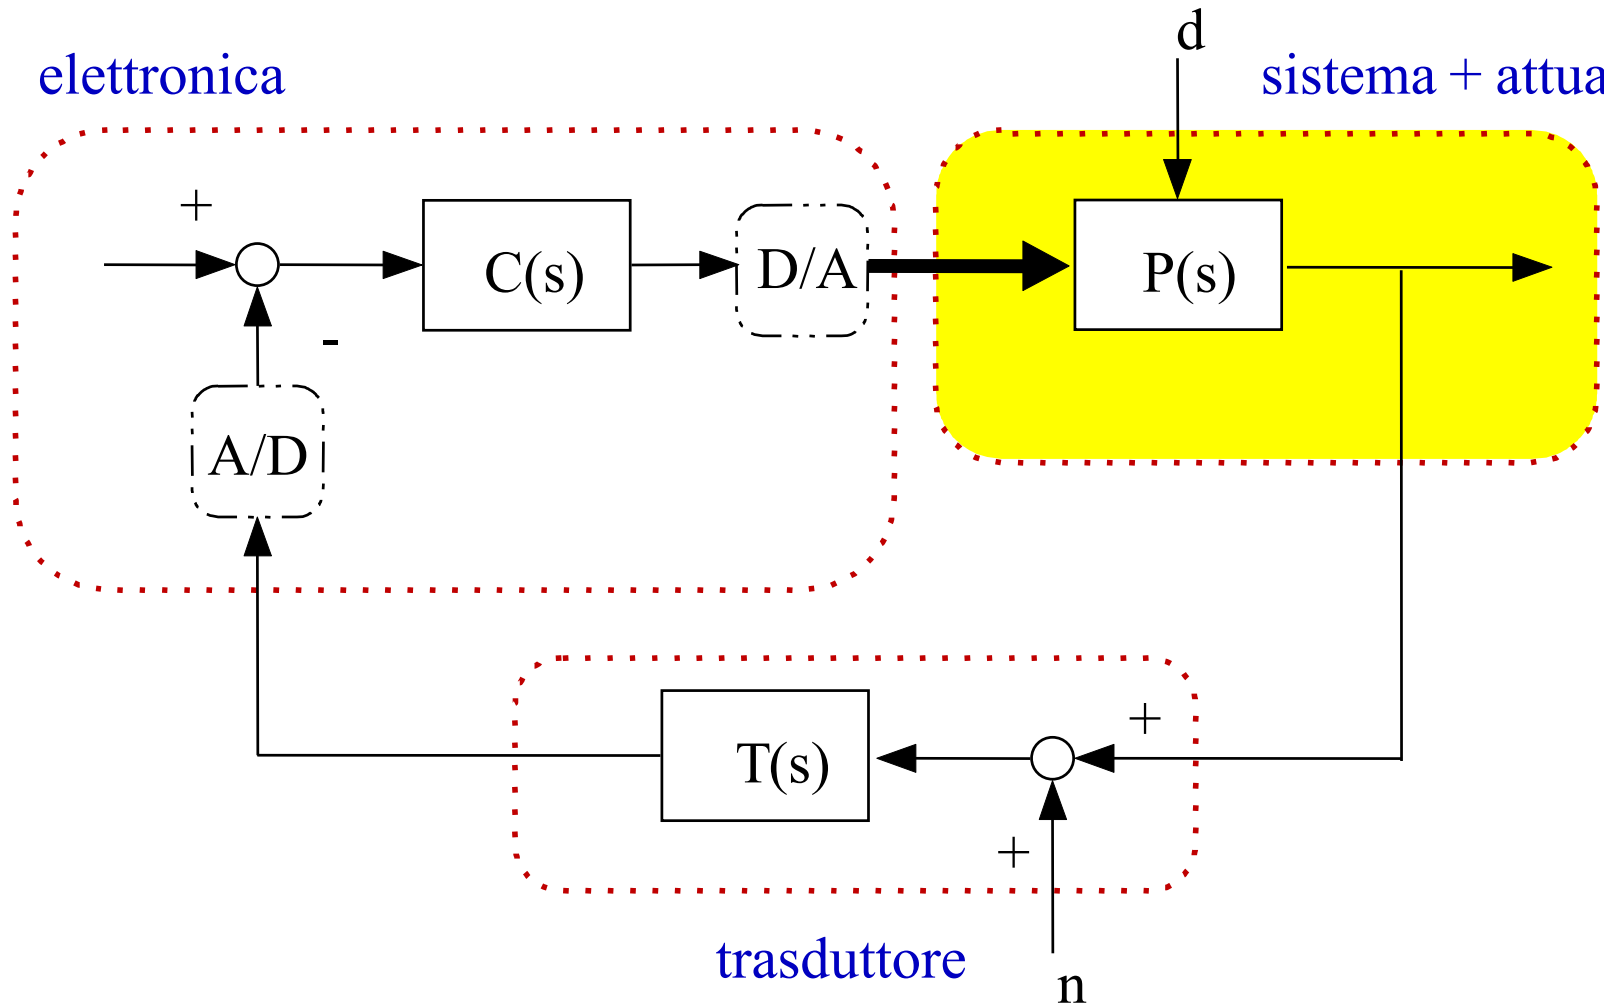 d
elettronica
sistema + attua
+
C(s)
D/A
P(s)
-
A/D
+
T(s)
+
trasduttore
n